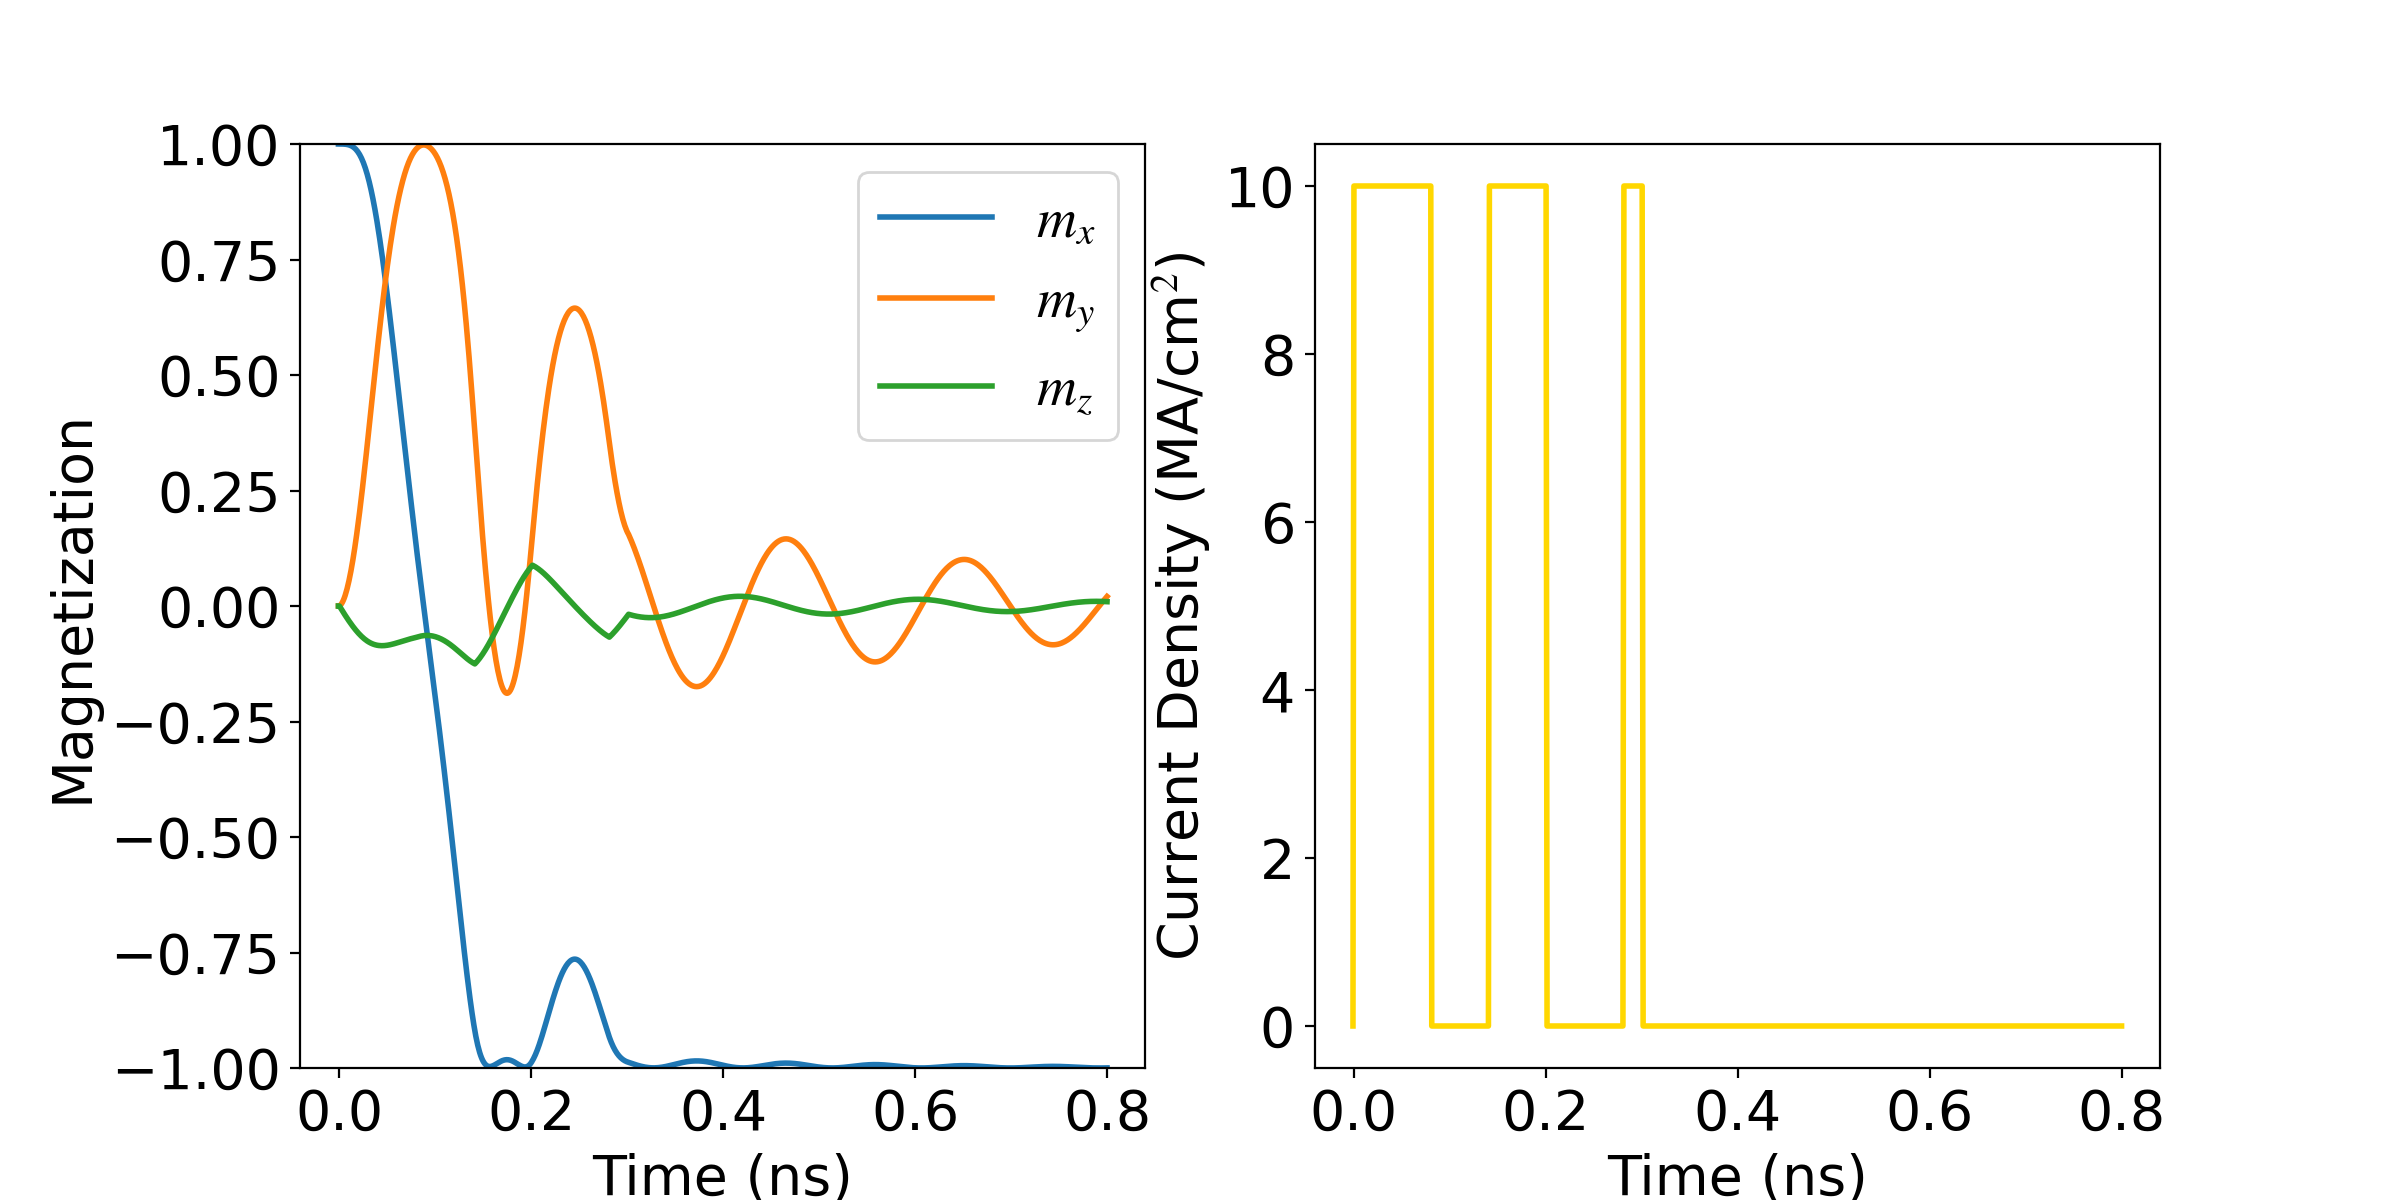 Magnetization
1.00
0.75
0.50
0.25
0.00
−0.25
−0.50
−0.75
−1.00
0.0 0.2 0.4 0.6 0.8
Time (ns)
m_x
m_y
m_z
Current Density (MA/cm²)
10
8
6
4
2
0
0.0 0.2 0.4 0.6 0.8
Time (ns)